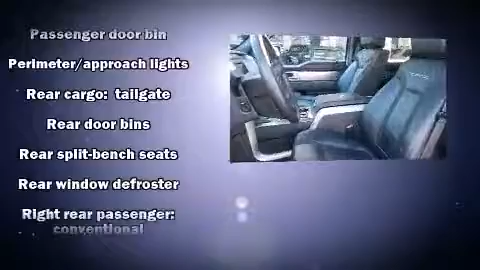 Passenger door bin
Perimeter/approach lights
Rear cargo: tailgate
Rear door bins
Rear split-bench seats
Rear window defroster
Right rear passenger:
conventional